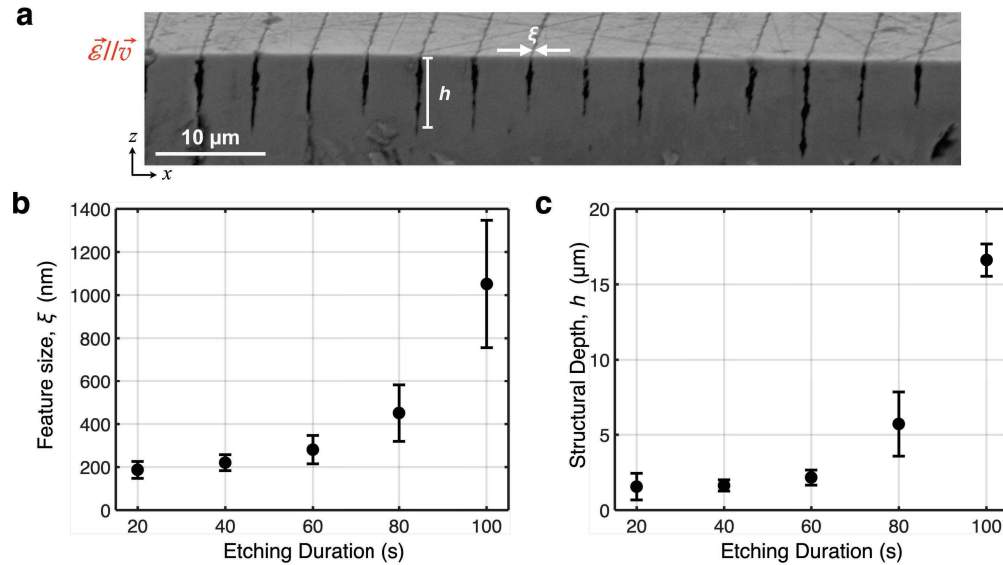 a
ℰ⃗//v⃗
ξ
h
10 µm
z
x
b
1400
1200
1000
800
600
400
200
0
20 40 60 80 100
Feature size, ξ (nm)
Etching Duration (s)
c
20
15
10
5
0
20 40 60 80 100
Structural Depth, h (µm)
Etching Duration (s)